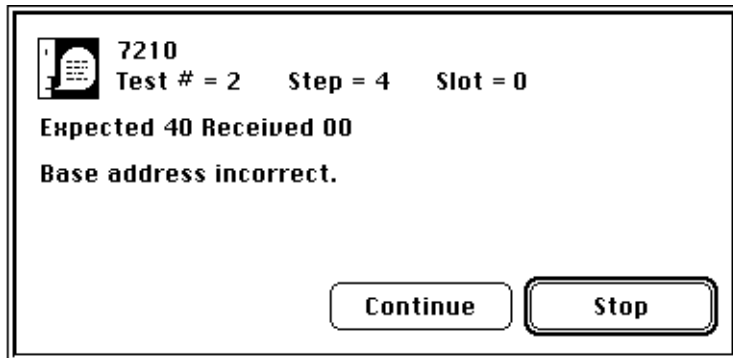 7210
Test # = 2 Step = 4 Slot = 0
Expected 40 Received 00
Base address incorrect.
Continue Stop